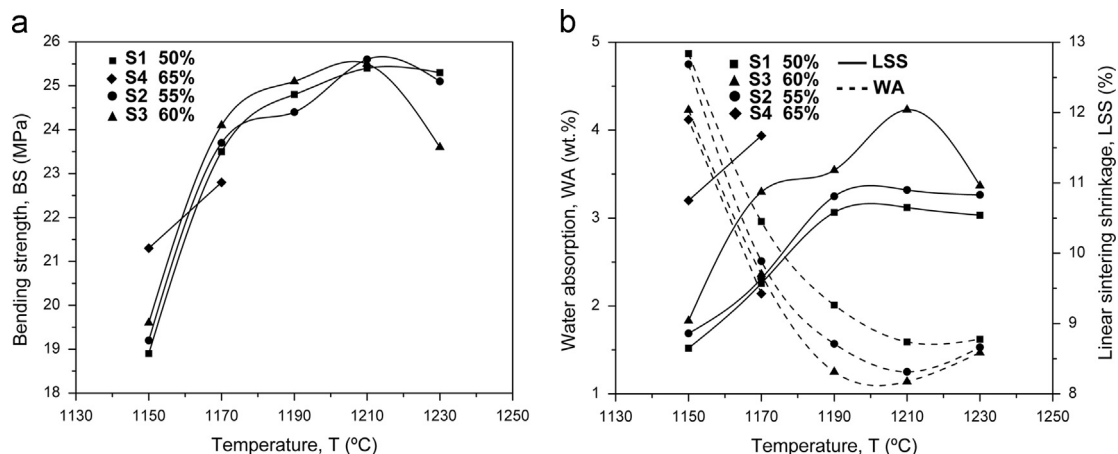 a
Bending strength, BS (MPa)
26
25
24
23
22
21
20
19
18
S1 50%
S4 65%
S2 55%
S3 60%
1130 1150 1170 1190 1210 1230 1250
Temperature, T (ºC)
b
Water absorption, WA (wt.%)
5
4
3
2
1
S1 50%
S3 60%
S2 55%
S4 65%
LSS
WA
13
12
11
10
9
8
Linear sintering shrinkage, LSS (%)
1130 1150 1170 1190 1210 1230 1250
Temperature, T (ºC)